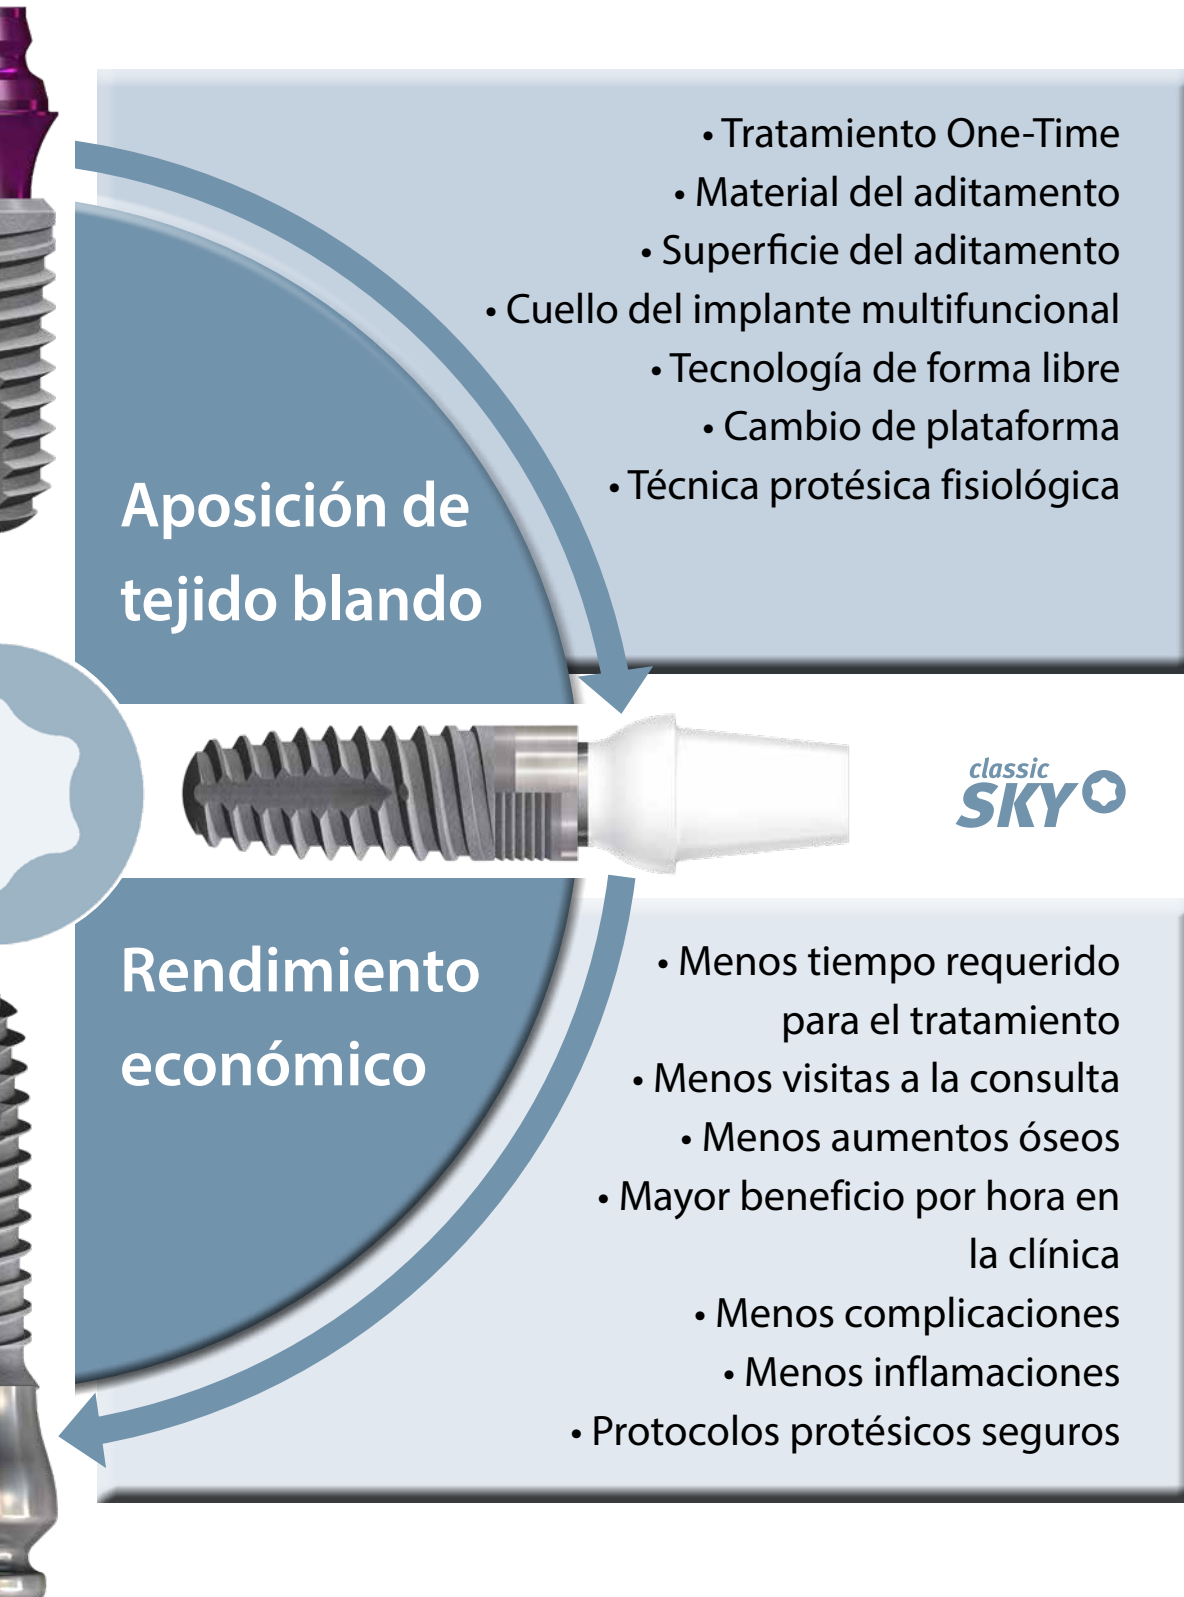 • Tratamiento One-Time
• Material del aditamento
• Superficie del aditamento
• Cuello del implante multifuncional
• Tecnología de forma libre
• Cambio de plataforma
• Técnica protésica fisiológica
Aposición de
tejido blando
classic
SKY
Rendimiento
económico
• Menos tiempo requerido
para el tratamiento
• Menos visitas a la consulta
• Menos aumentos óseos
• Mayor beneficio por hora en
la clínica
• Menos complicaciones
• Menos inflamaciones
• Protocolos protésicos seguros